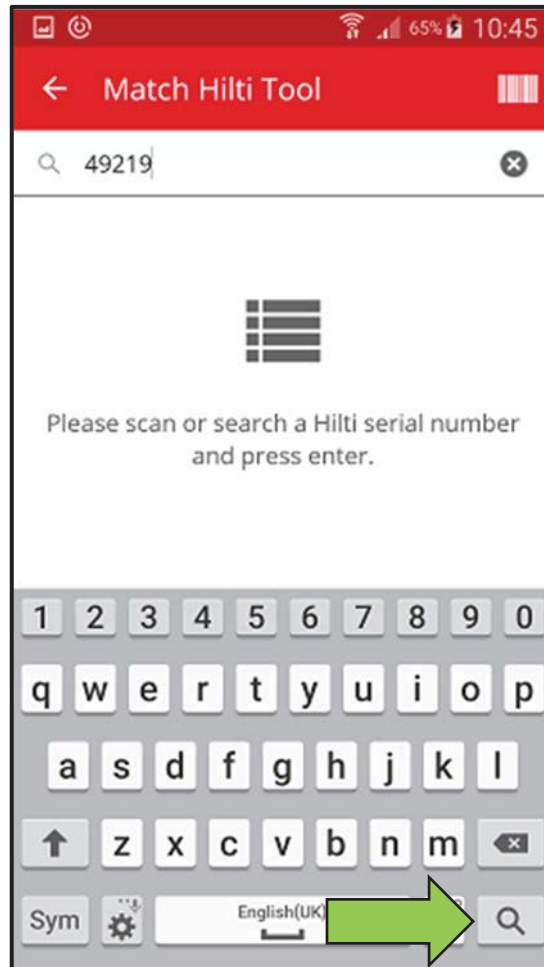 65% 10:45
Match Hilti Tool
49219
Please scan or search a Hilti serial number
and press enter.
1 2 3 4 5 6 7 8 9 0
q w e r t y u i o p
a s d f g h j k l
z x c v b n m
Sym English(UK)